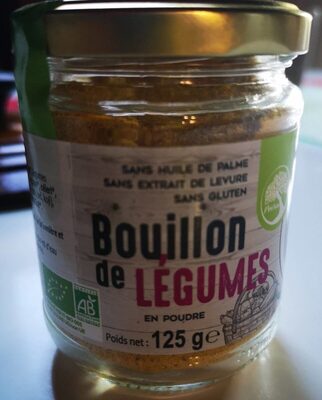 SANS HUILE DE PALME
SANS EXTRAIT DE LEVURE
SANS GLUTEN
Bouillon
de LÉGUMES
EN POUDRE
Poids net : 125 g e
AB